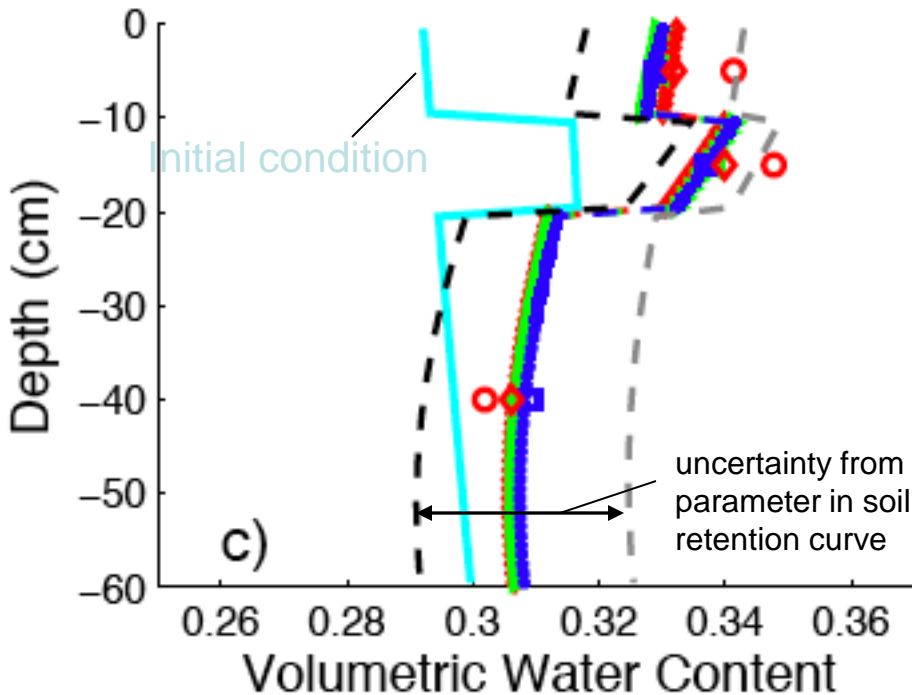 0
−10
−20
−30
−40
−50
−60
Depth (cm)
Initial condition
uncertainty from
parameter in soil
retention curve
c)
0.26 0.28 0.3 0.32 0.34 0.36
Volumetric Water Content